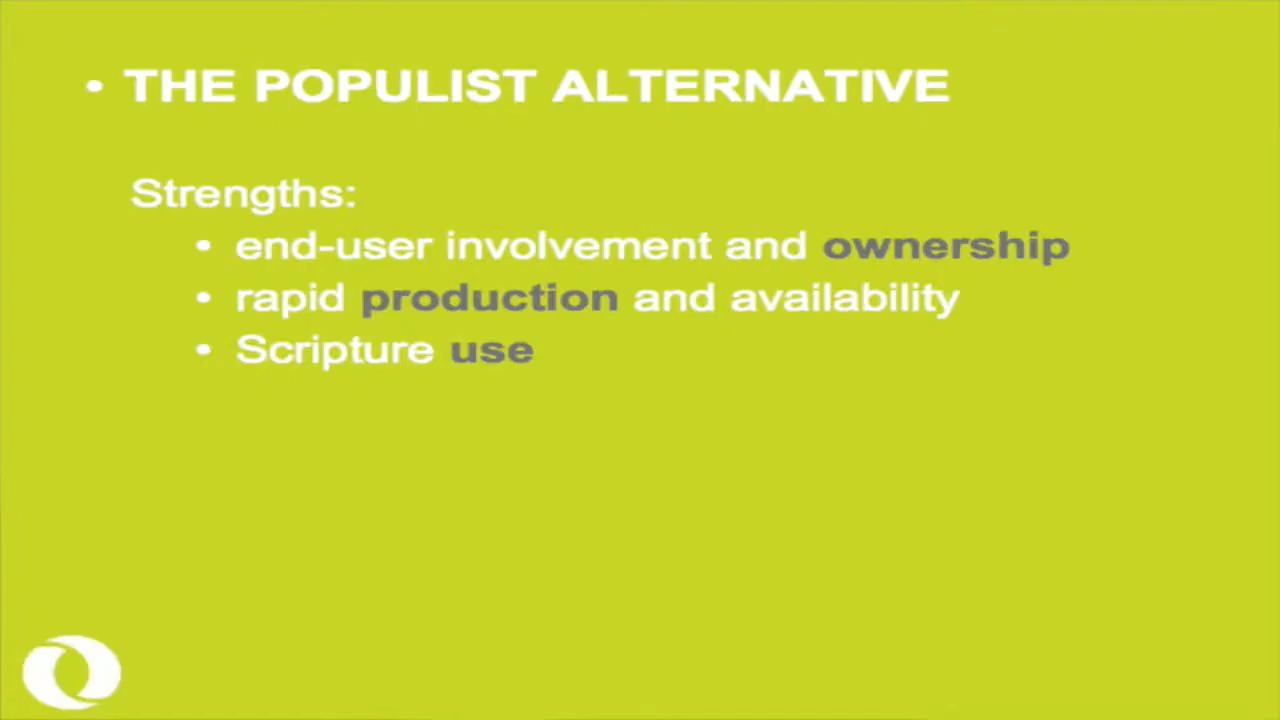 • THE POPULIST ALTERNATIVE
Strengths:
• end-user involvement and ownership
• rapid production and availability
• Scripture use